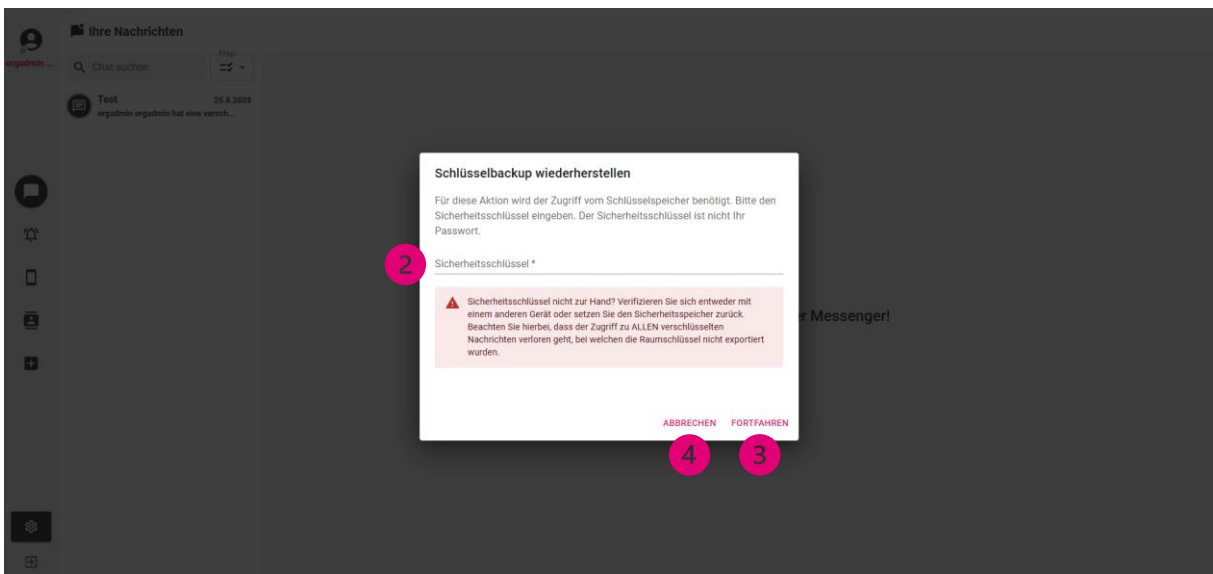 Ihre Nachrichten
orgadmin ...
Chat suchen
Filter
Test 25.8.2025
orgadmin orgadmin hat eine versch...
Schlüsselbackup wiederherstellen
Für diese Aktion wird der Zugriff vom Schlüsselspeicher benötigt. Bitte den
Sicherheitsschlüssel eingeben. Der Sicherheitsschlüssel ist nicht Ihr
Passwort.
2
Sicherheitsschlüssel *
Sicherheitsschlüssel nicht zur Hand? Verifizieren Sie sich entweder mit
einem anderen Gerät oder setzen Sie den Sicherheitsspeicher zurück.
Beachten Sie hierbei, dass der Zugriff zu ALLEN verschlüsselten
Nachrichten verloren geht, bei welchen die Raumschlüssel nicht exportiert
wurden.
r Messenger!
ABBRECHEN FORTFAHREN
4 3